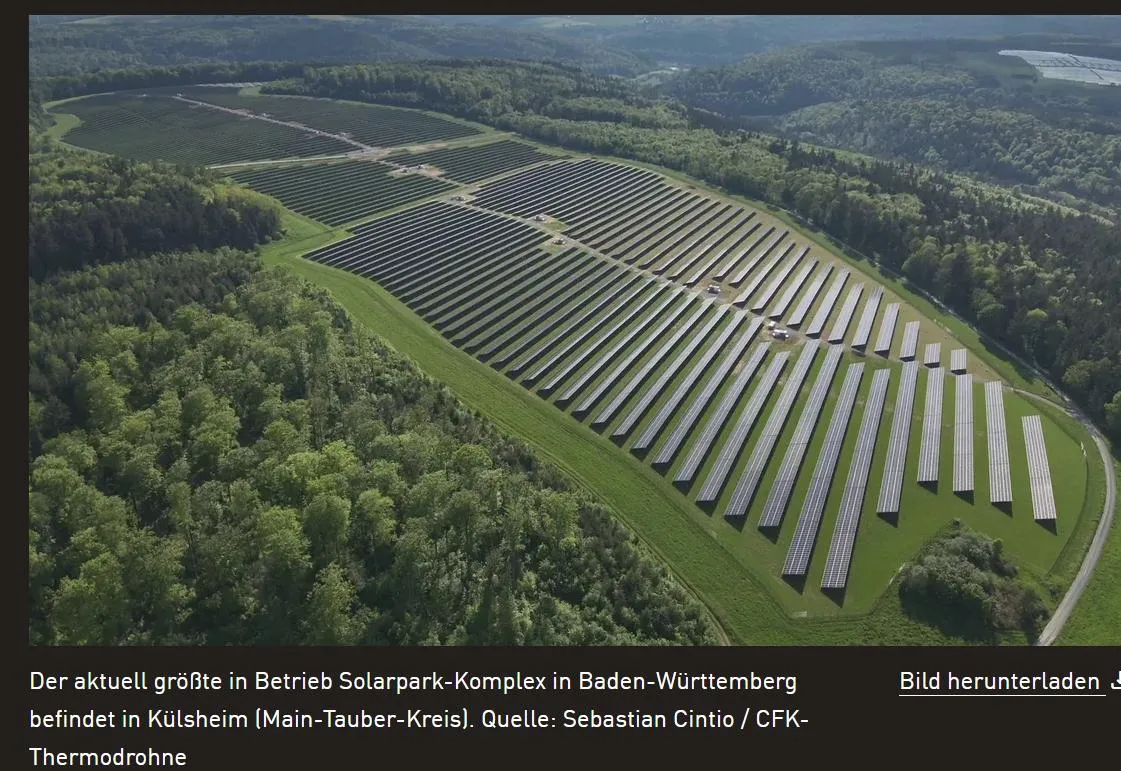 Der aktuell größte in Betrieb Solarpark-Komplex in Baden-Württemberg
befindet in Külsheim (Main-Tauber-Kreis). Quelle: Sebastian Cintio / CFK-
Thermodrohne
Bild herunterladen